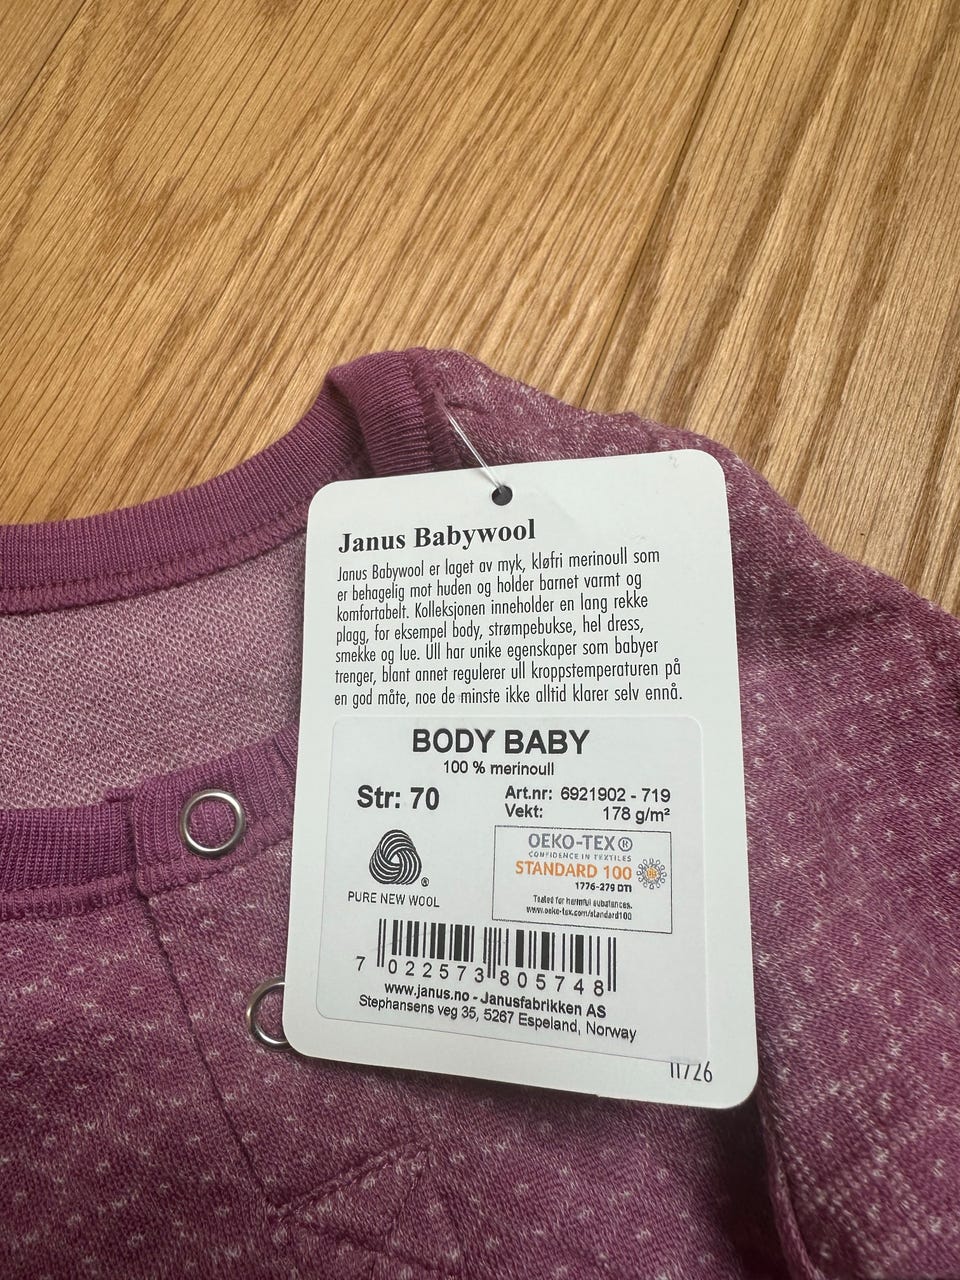 Janus Babywool
Janus Babywool er laget av myk, kløfri merinoull som
er behagelig mot huden og holder barnet varmt og
komfortabelt. Kolleksjonen inneholder en lang rekke
plagg, for eksempel body, strømpebukse, hel dress,
smekke og lue. Ull har unike egenskaper som babyer
trenger, blant annet regulerer ull kroppstemperaturen på
en god måte, noe de minste ikke alltid klarer selv ennå.
BODY BABY
100 % merinoull
Str: 70
Art.nr: 6921902 - 719
Vekt: 178 g/m²
PURE NEW WOOL
®
OEKO-TEX®
CONFIDENCE IN TEXTILES
STANDARD 100
1776-279 DTI
Tested for harmful substances.
www.oeko-tex.com/standard100
7 022573 805748
www.janus.no - Janusfabrikken AS
Stephansens veg 35, 5267 Espeland, Norway
11726